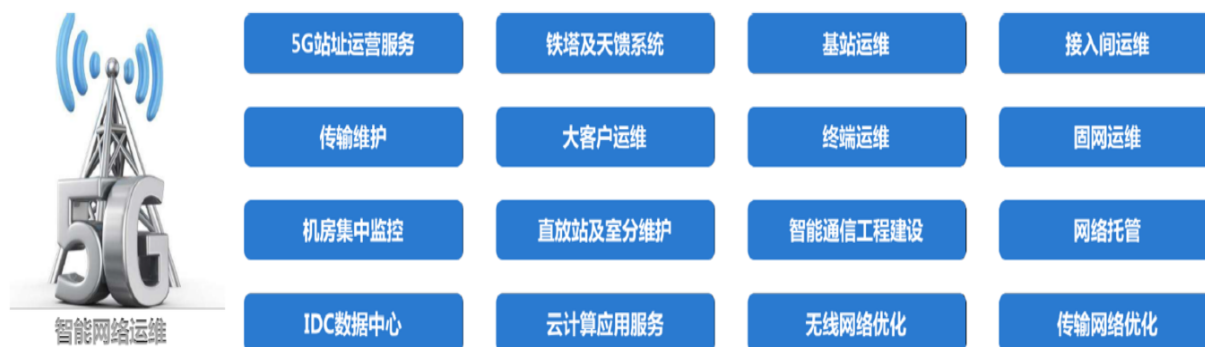 5G站址运营服务
铁塔及天馈系统
基站运维
接入间运维
传输维护
大客户运维
终端运维
固网运维
机房集中监控
直放站及室分维护
智能通信工程建设
网络托管
IDC数据中心
云计算应用服务
无线网络优化
传输网络优化
5G
智能网络运维